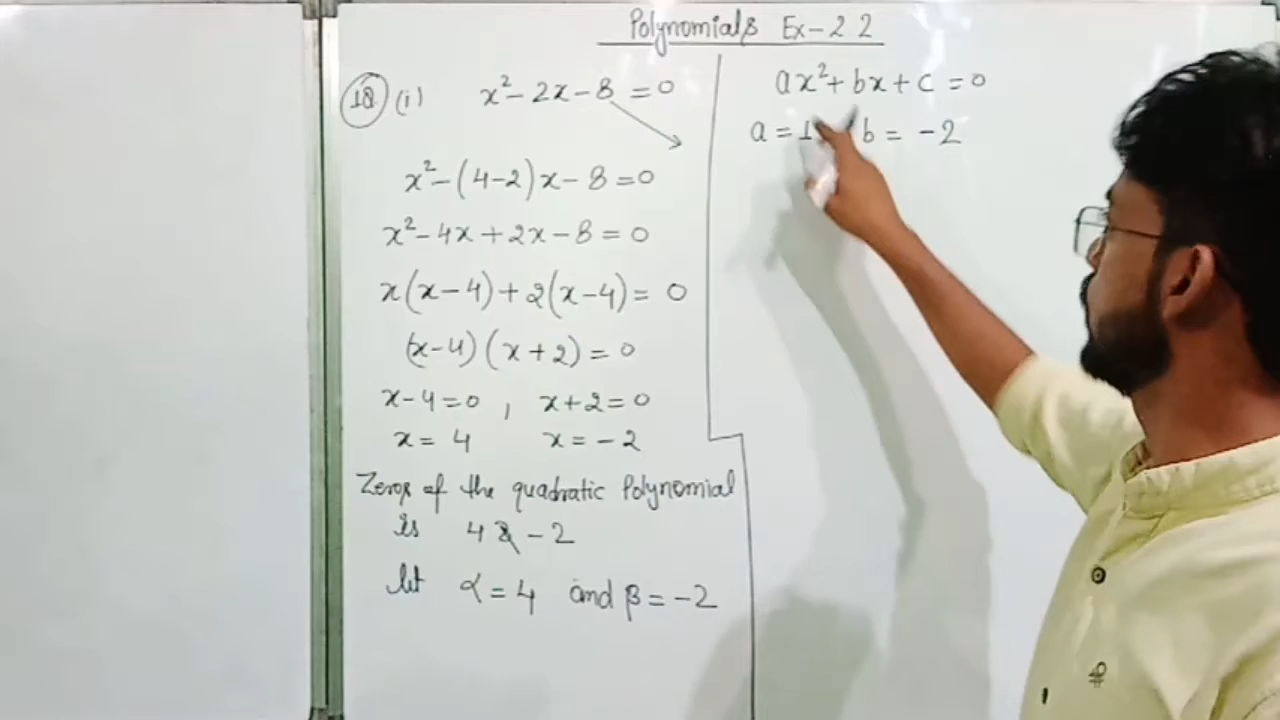 Polynomials Ex-2 2
18 (i) x²-2x-8=0
x²-(4-2)x-8=0
x²-4x+2x-8=0
x(x-4)+2(x-4)=0
(x-4)(x+2)=0
x-4=0, x+2=0
x=4 x=-2
Zeros of the quadratic Polynomial
is 4 & -2
let α=4 and β=-2
ax²+bx+c=0
a=1 b=-2